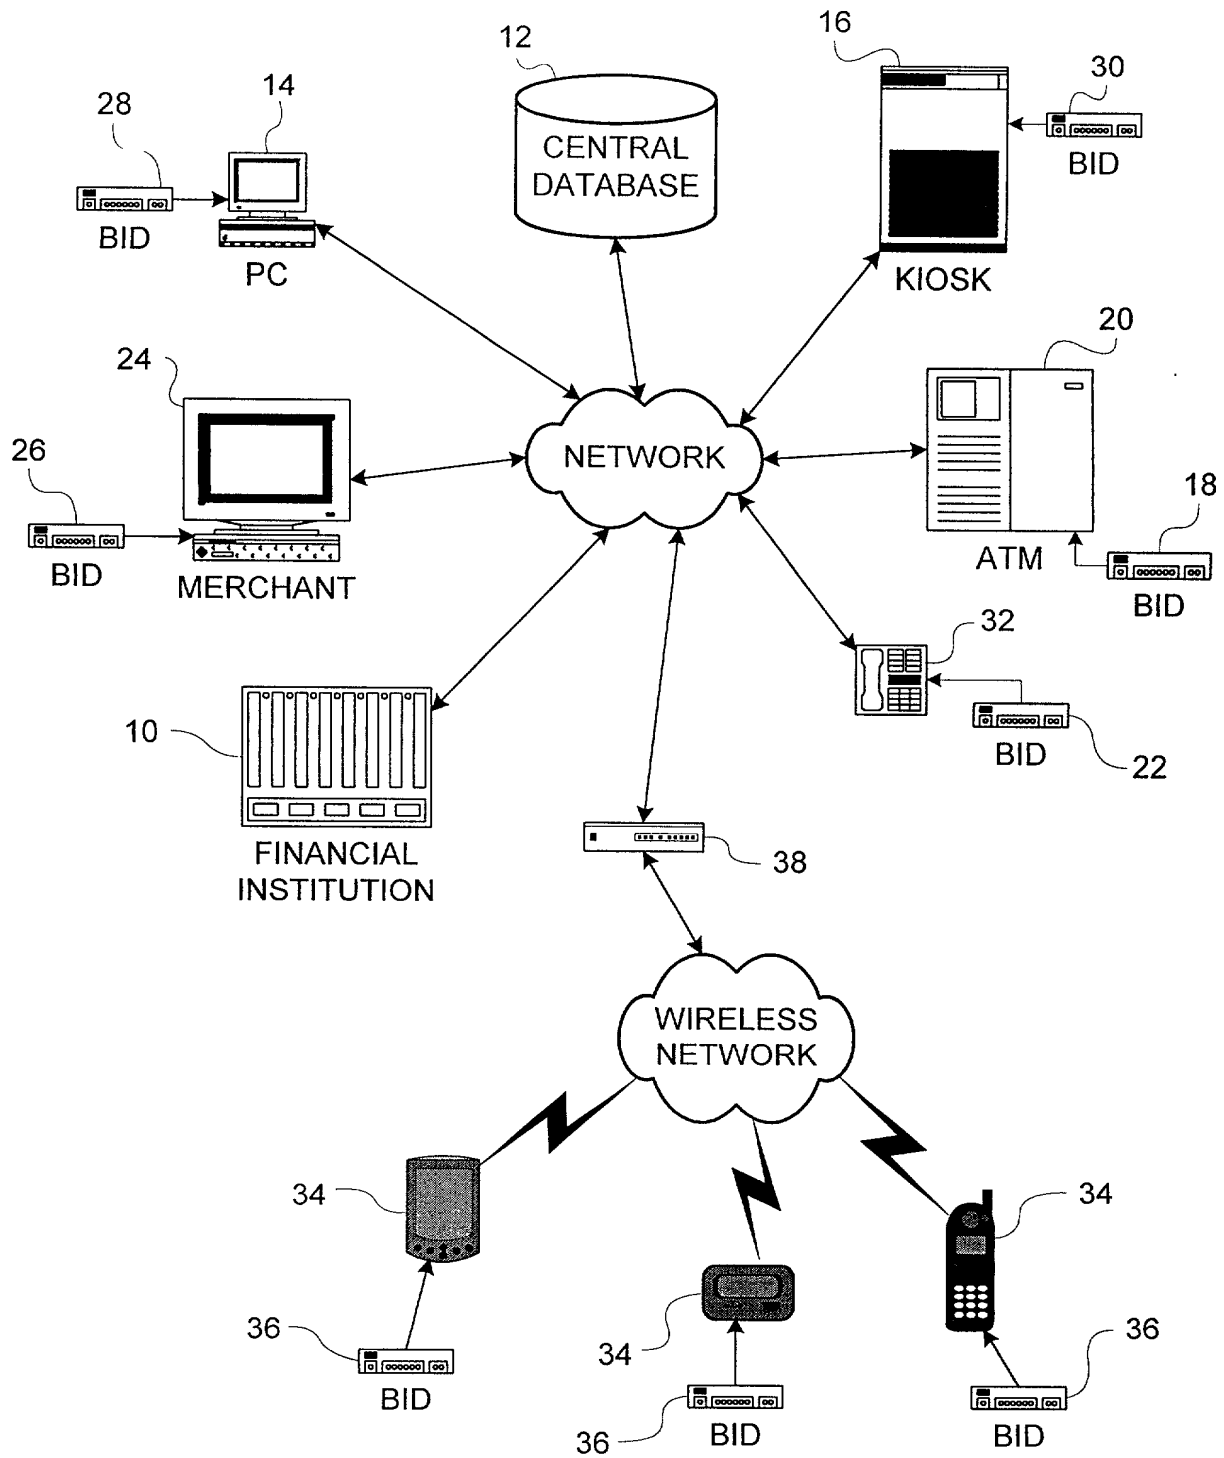 12
16
30
BID
28
14
CENTRAL
DATABASE
BID
PC
KIOSK
20
24
NETWORK
26
18
BID
MERCHANT
ATM
BID
32
10
BID
22
FINANCIAL
INSTITUTION
38
WIRELESS
NETWORK
34
34
36
34
36
BID
36
BID
BID